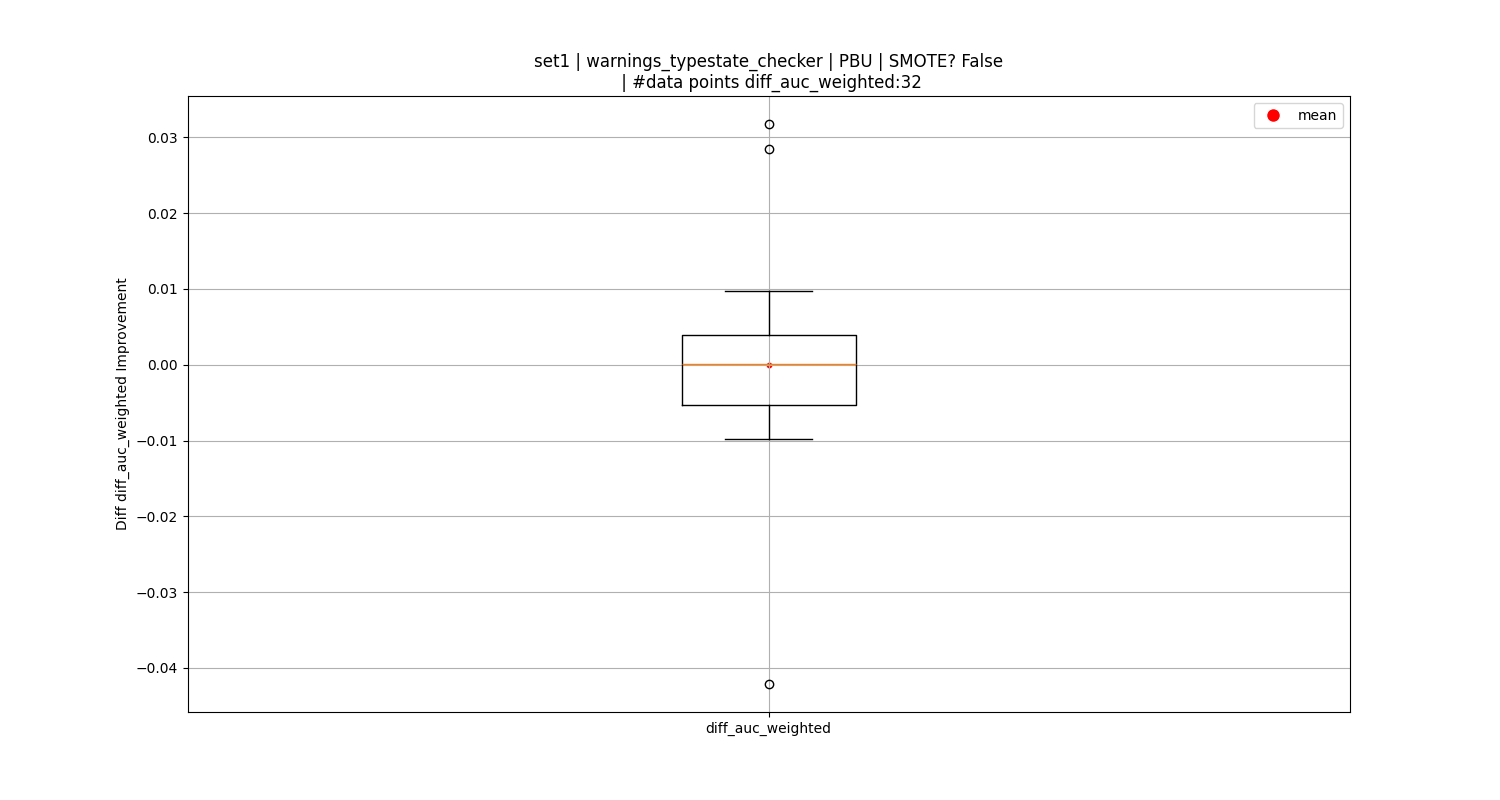 set1 | warnings_typestate_checker | PBU | SMOTE? False
| #data points diff_auc_weighted:32
mean
0.03
0.02
0.01
0.00
−0.01
−0.02
−0.03
−0.04
Diff diff_auc_weighted Improvement
diff_auc_weighted